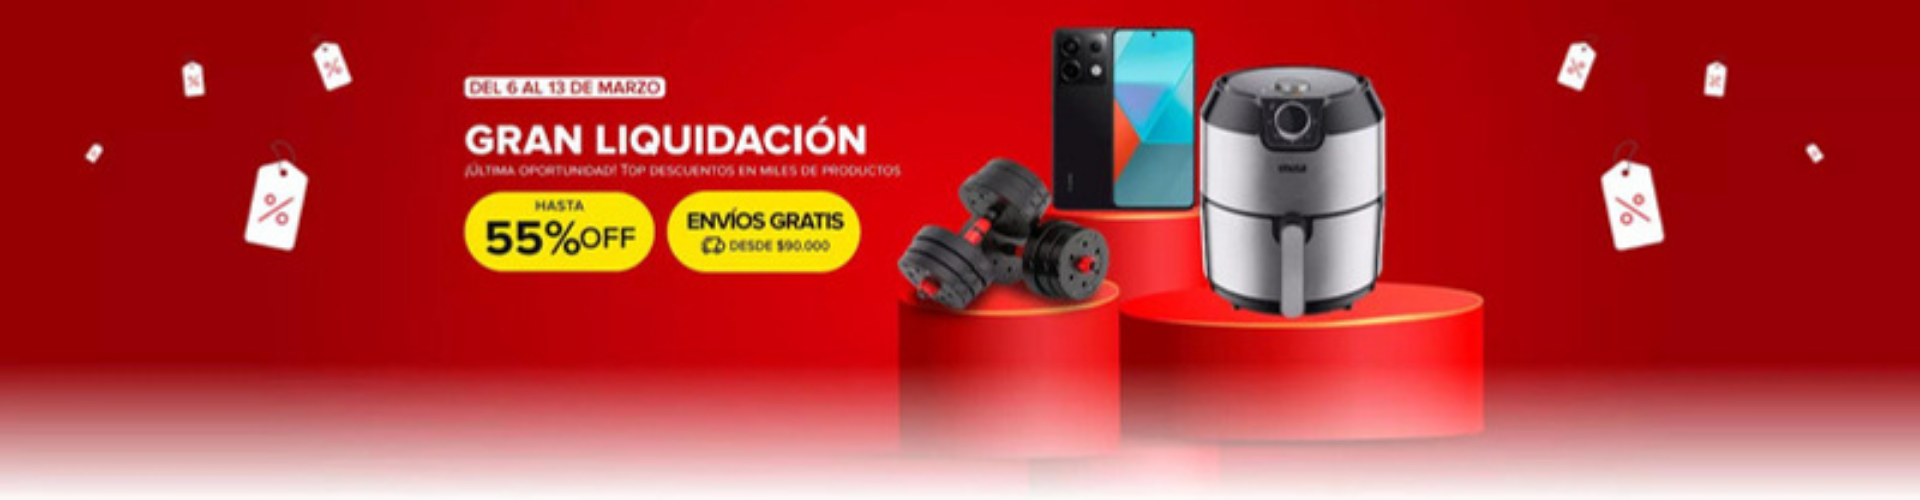 DEL 6 AL 13 DE MARZO
GRAN LIQUIDACIÓN
¡ÚLTIMA OPORTUNIDAD! TOP DESCUENTOS EN MILES DE PRODUCTOS
HASTA
55%OFF
ENVÍOS GRATIS
DESDE $90.000
%
%
%
%
%
%